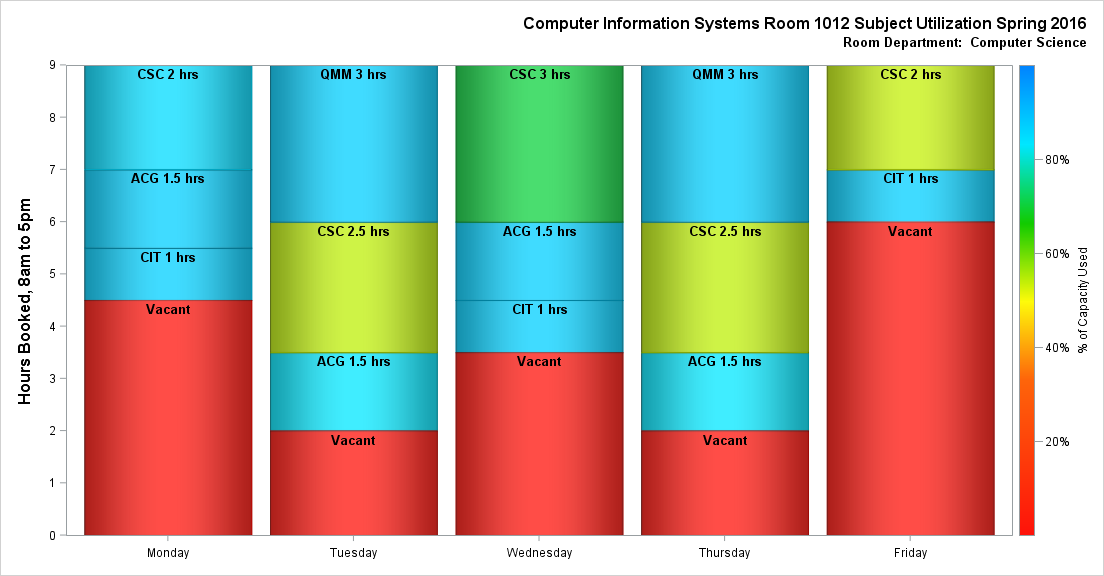 Computer Information Systems Room 1012 Subject Utilization Spring 2016
Room Department:  Computer Science
Hours Booked, 8am to 5pm
9
8
7
6
5
4
3
2
1
0
CSC 2 hrs
ACG 1.5 hrs
CIT 1 hrs
Vacant
QMM 3 hrs
CSC 2.5 hrs
ACG 1.5 hrs
Vacant
CSC 3 hrs
ACG 1.5 hrs
CIT 1 hrs
Vacant
QMM 3 hrs
CSC 2.5 hrs
ACG 1.5 hrs
Vacant
CSC 2 hrs
CIT 1 hrs
Vacant
Monday
Tuesday
Wednesday
Thursday
Friday
80%
60%
40%
20%
% of Capacity Used